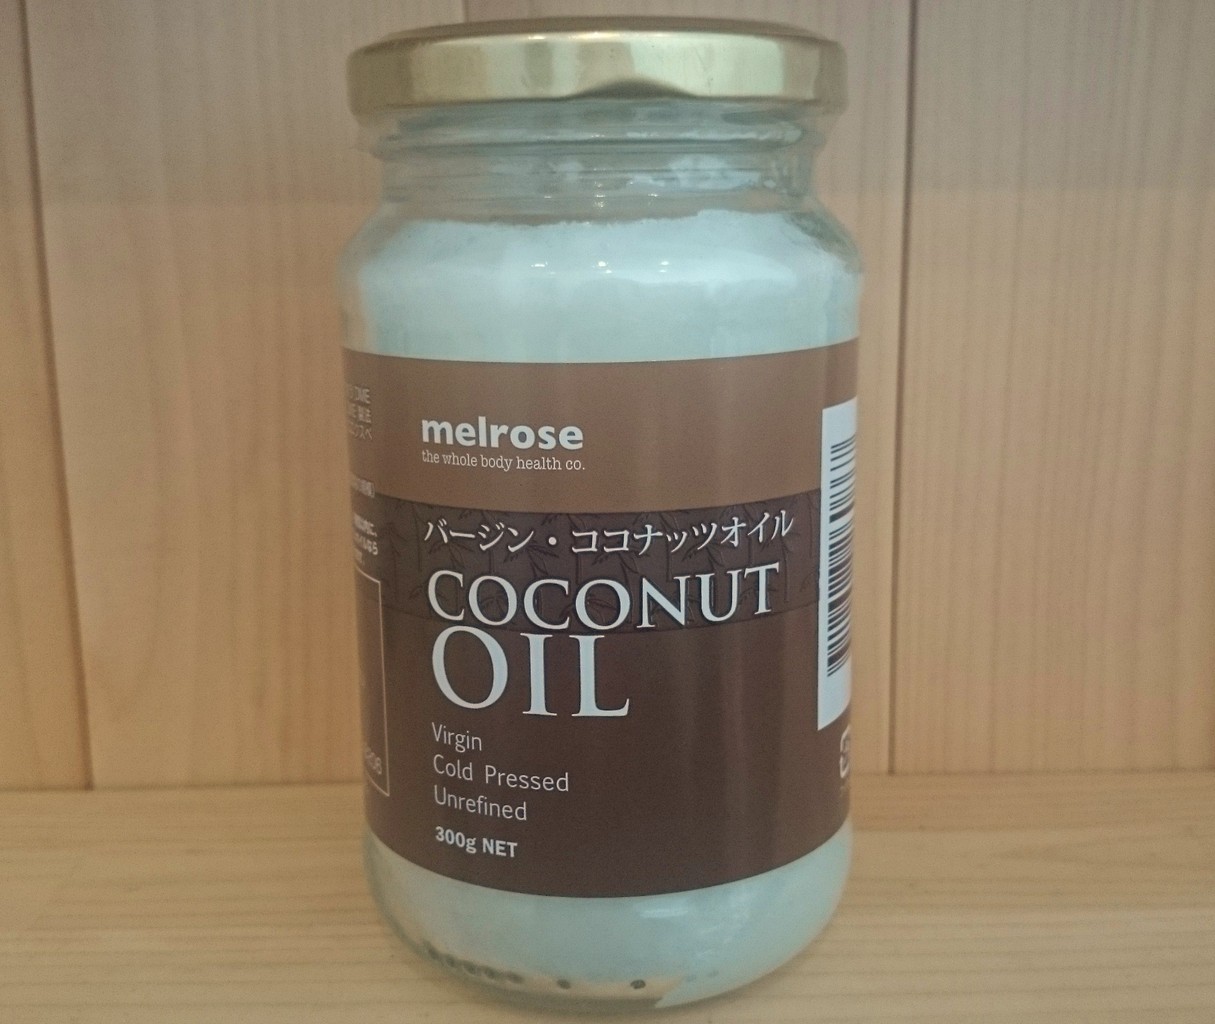 melrose
the whole body health co.
バージン・ココナッツオイル
COCONUT
OIL
Virgin
Cold Pressed
Unrefined
300g NET